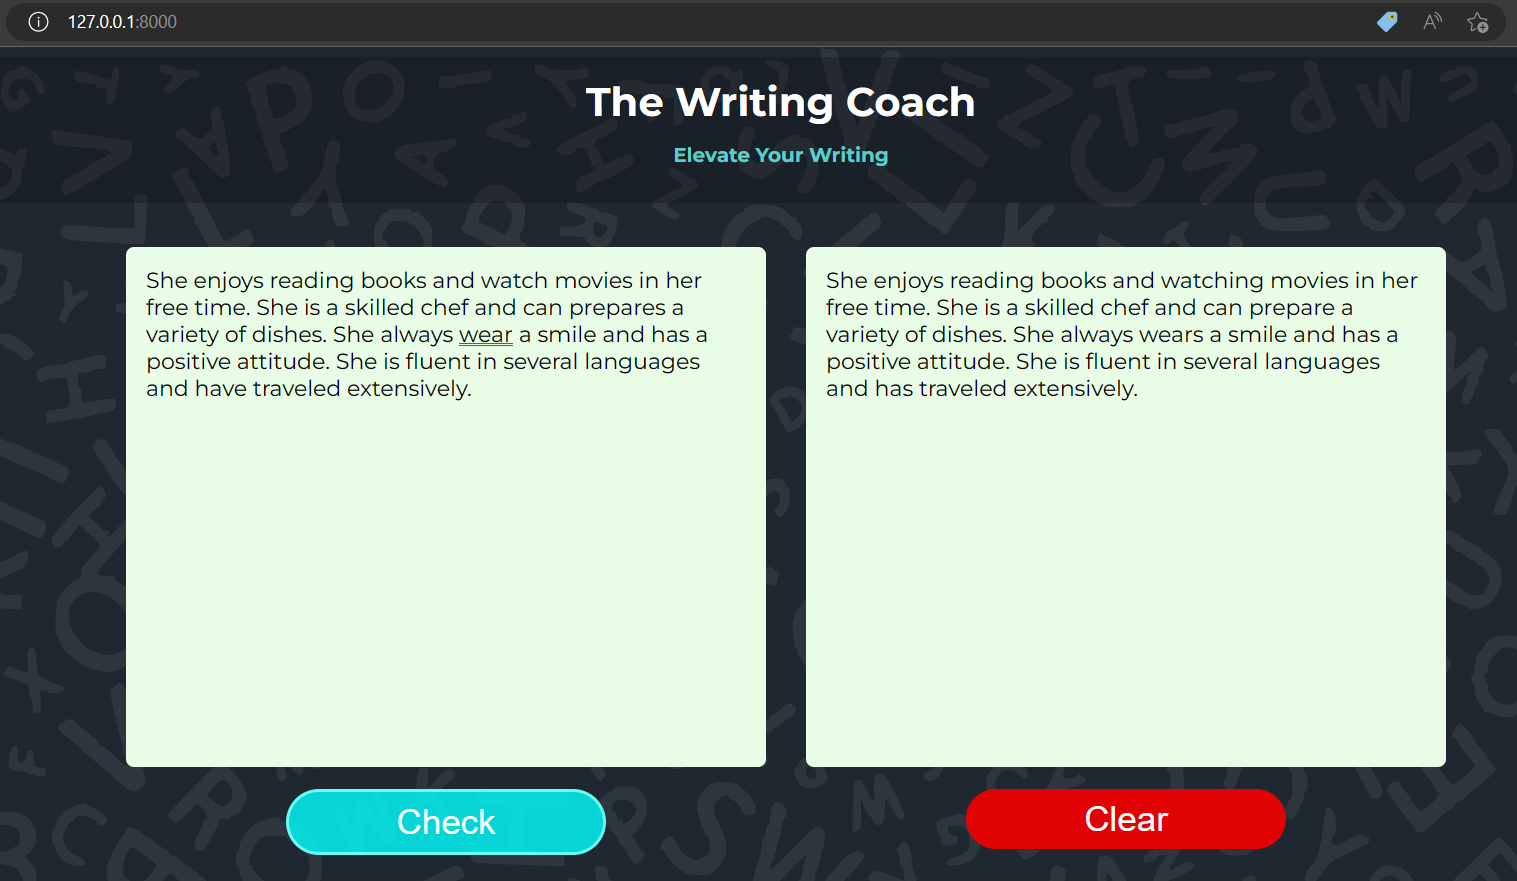 127.0.0.1:8000
The Writing Coach
Elevate Your Writing
She enjoys reading books and watch movies in her
free time. She is a skilled chef and can prepares a
variety of dishes. She always wear a smile and has a
positive attitude. She is fluent in several languages
and have traveled extensively.
She enjoys reading books and watching movies in her
free time. She is a skilled chef and can prepare a
variety of dishes. She always wears a smile and has a
positive attitude. She is fluent in several languages
and has traveled extensively.
Check
Clear